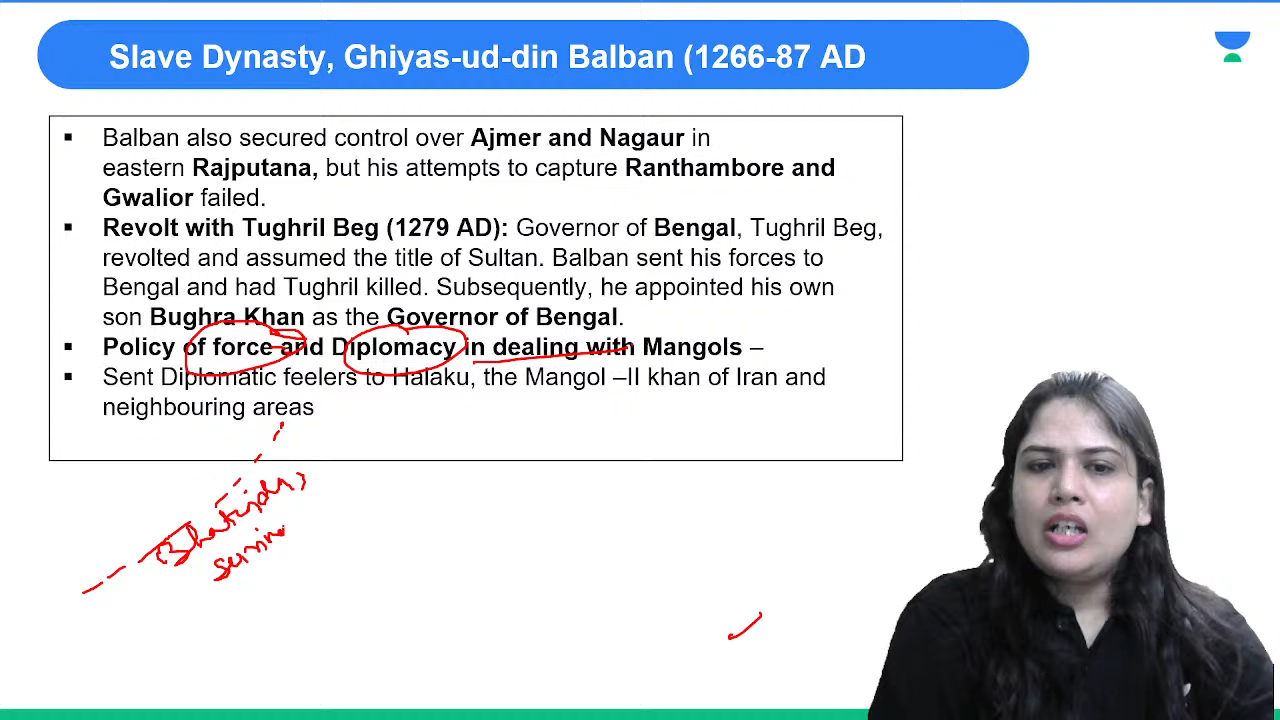 Slave Dynasty, Ghiyas-ud-din Balban (1266-87 AD
▪ Balban also secured control over Ajmer and Nagaur in
eastern Rajputana, but his attempts to capture Ranthambore and
Gwalior failed.
▪ Revolt with Tughril Beg (1279 AD): Governor of Bengal, Tughril Beg,
revolted and assumed the title of Sultan. Balban sent his forces to
Bengal and had Tughril killed. Subsequently, he appointed his own
son Bughra Khan as the Governor of Bengal.
▪ Policy of force and Diplomacy in dealing with Mangols –
▪ Sent Diplomatic feelers to Halaku, the Mangol –II khan of Iran and
neighbouring areas
Bhatinda,